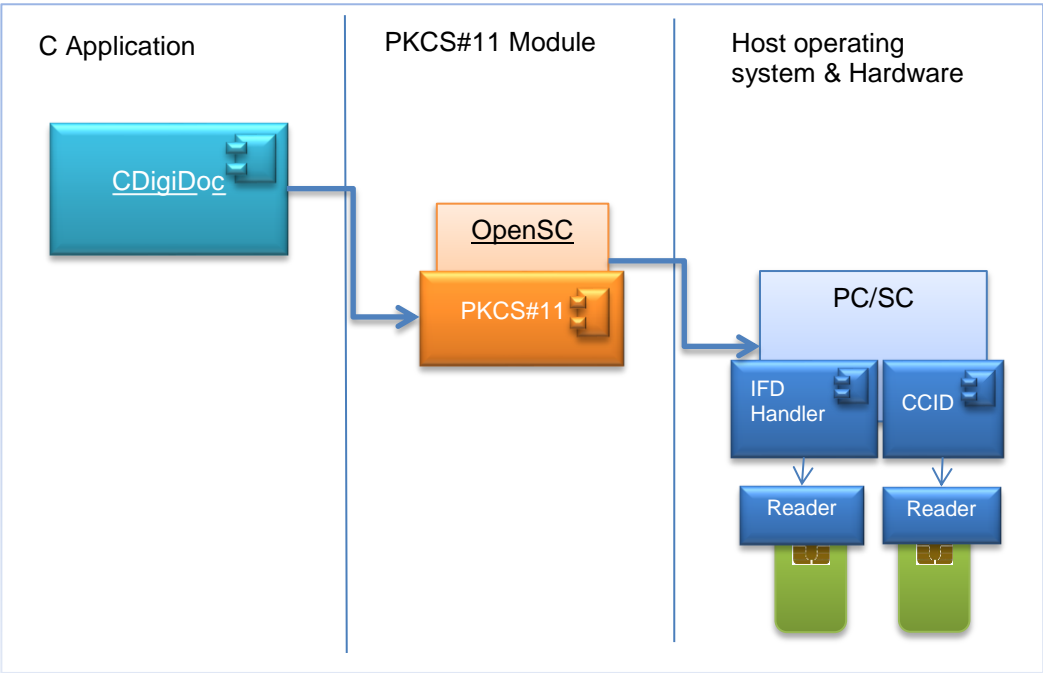 C Application
PKCS#11 Module
Host operating
system & Hardware
CDigiDoc
OpenSC
PKCS#11
PC/SC
IFD
Handler
CCID
Reader
Reader